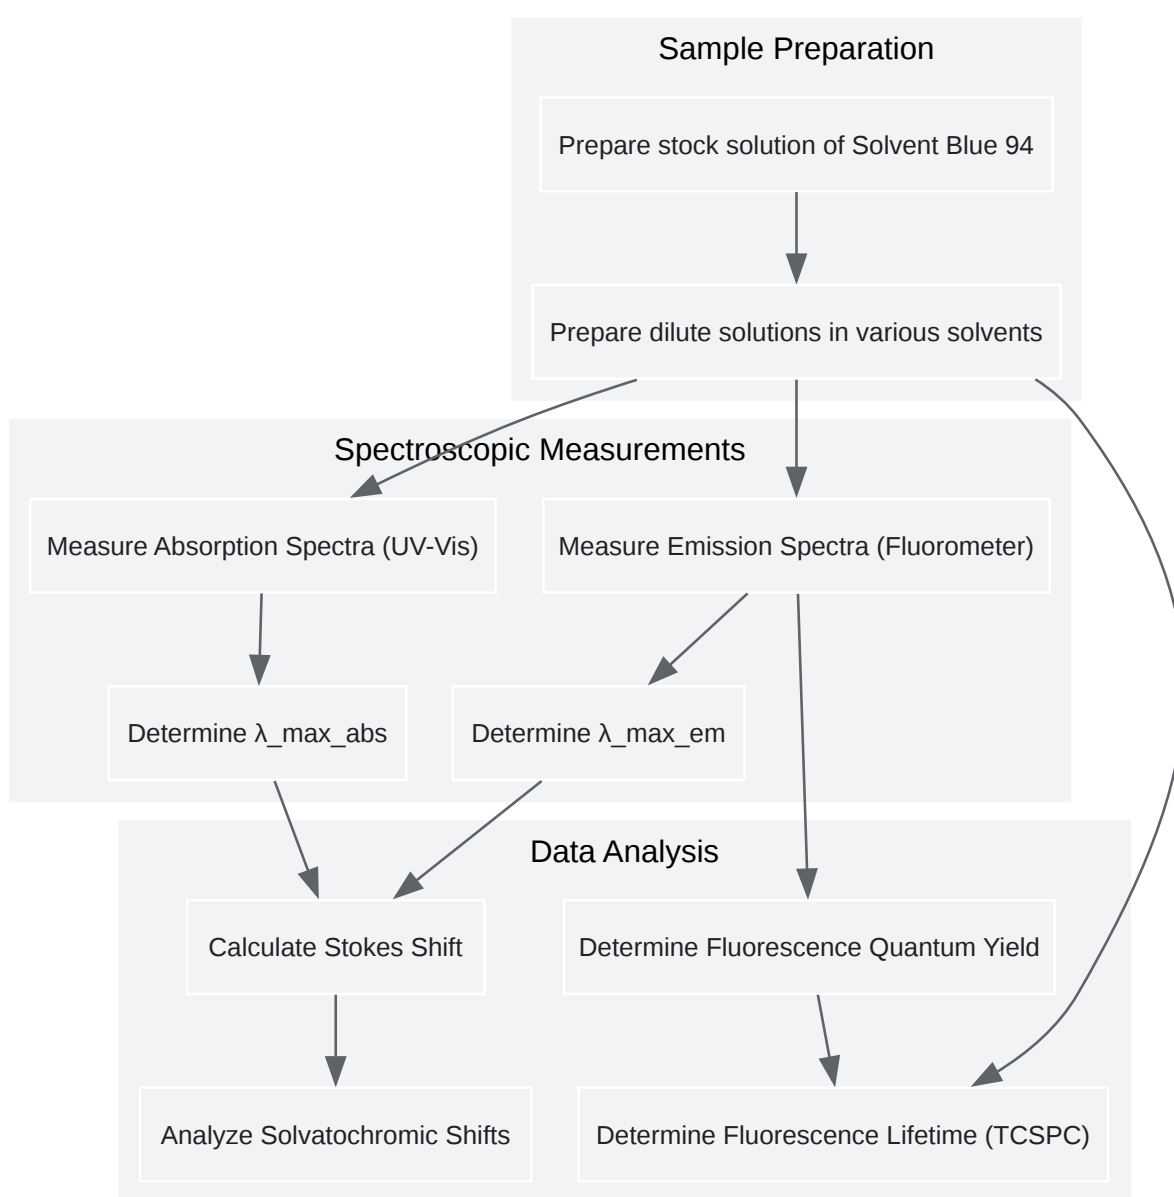 Sample Preparation
Prepare stock solution of Solvent Blue 94
Prepare dilute solutions in various solvents
Spectroscopic Measurements
Measure Absorption Spectra (UV-Vis)
Measure Emission Spectra (Fluorometer)
Determine λ_max_abs
Determine λ_max_em
Data Analysis
Calculate Stokes Shift
Determine Fluorescence Quantum Yield
Analyze Solvatochromic Shifts
Determine Fluorescence Lifetime (TCSPC)